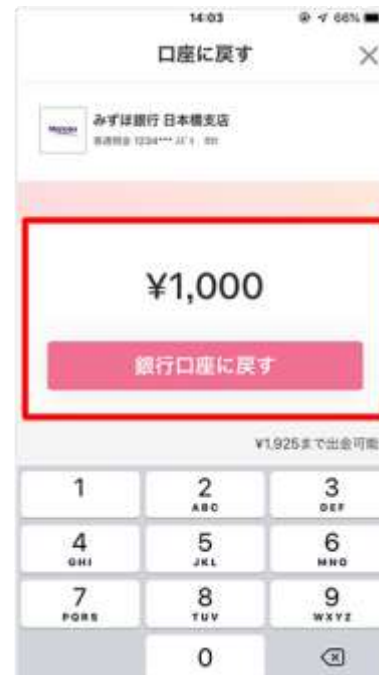 14:03 66%
口座に戻す
みずほ銀行 日本橋支店
1234***
¥1,000
銀行口座に戻す
¥1,925まで出金可能
1 2 3
ABC DEF
4 5 6
GHI JKL MNO
7 8 9
PQRS TUV WXYZ
0